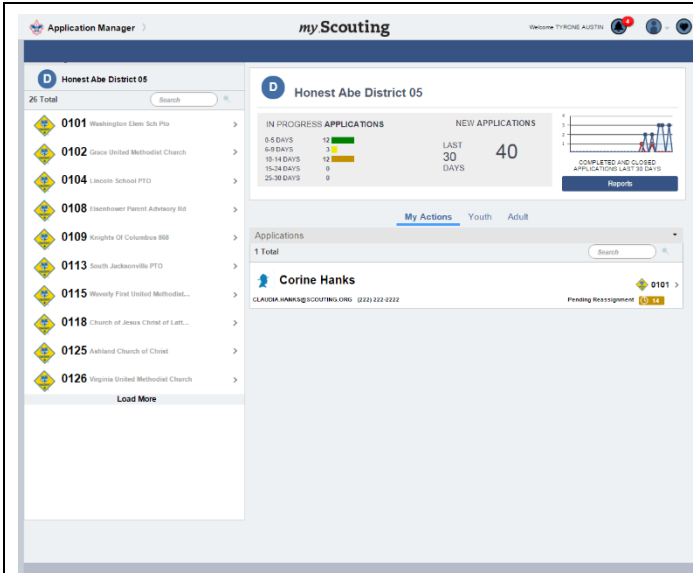 Application Manager
my.Scouting
Welcome TYRONE AUSTIN
4
D Honest Abe District 05
26 Total
Search
0101 Washington Elem Sch Pto
0102 Grace United Methodist Church
0104 Lincoln School PTO
0108 Eisenhower Parent Advisory Bd
0109 Knights Of Columbus 868
0113 South Jacksonville PTO
0115 Waverly First United Methodist...
0118 Church of Jesus Christ of Latt...
0125 Ashland Church of Christ
0126 Virginia United Methodist Church
Load More
D Honest Abe District 05
IN PROGRESS APPLICATIONS
0-5 DAYS 12
6-9 DAYS 3
10-14 DAYS 12
15-24 DAYS 0
25-30 DAYS 0
NEW APPLICATIONS
LAST 30 DAYS
40
COMPLETED AND CLOSED
APPLICATIONS LAST 30 DAYS
Reports
My Actions Youth Adult
Applications
1 Total
Search
Corine Hanks
0101
CLAUDIA.HANKS@SCOUTING.ORG (222) 222-2222
Pending Reassignment 14